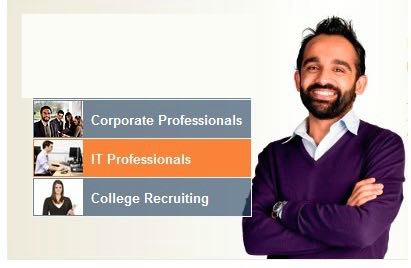 Corporate Professionals
IT Professionals
College Recruiting